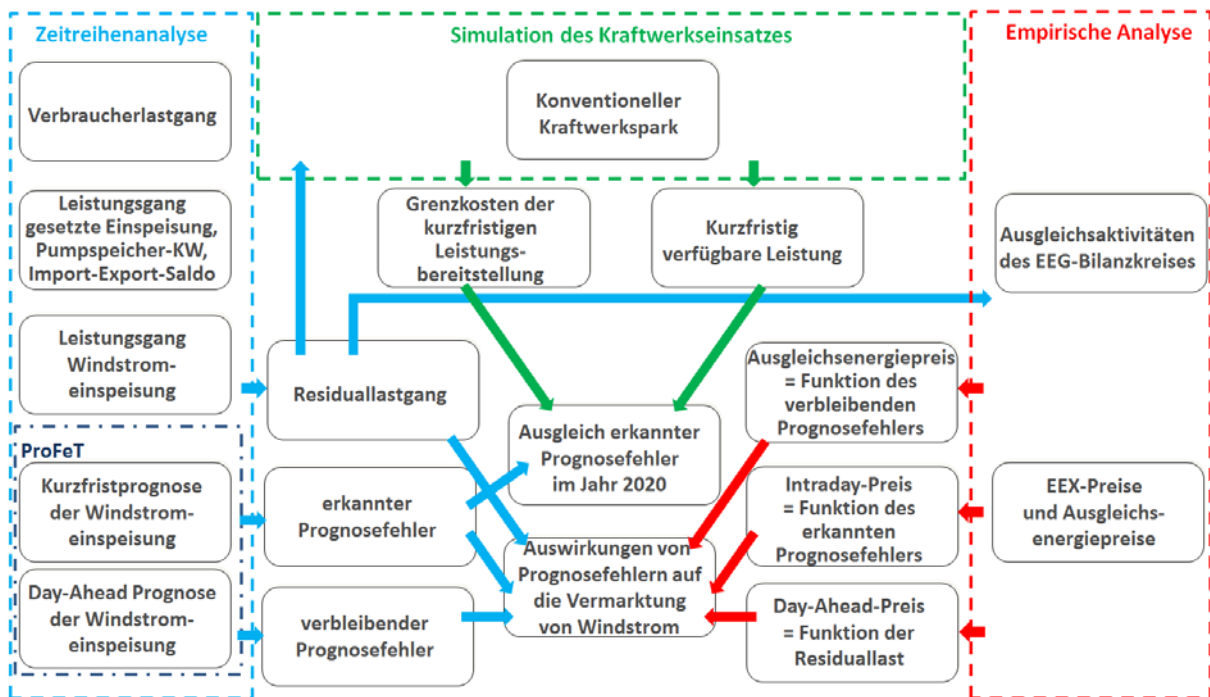 Zeitreihenanalyse
Simulation des Kraftwerkseinsatzes
Empirische Analyse
Verbraucherlastgang
Konventioneller
Kraftwerkspark
Leistungsgang
gesetzte Einspeisung,
Pumpspeicher-KW,
Import-Export-Saldo
Grenzkosten der
kurzfristigen
Leistungs-
bereitstellung
Kurzfristig
verfügbare Leistung
Ausgleichsaktivitäten
des EEG-Bilanzkreises
Leistungsgang
Windstrom-
einspeisung
Residuallastgang
Ausgleichsenergiepreis
= Funktion des
verbleibenden
Prognosefehlers
Ausgleich erkannter
Prognosefehler
im Jahr 2020
ProFeT
Kurzfristprognose
der Windstrom-
einspeisung
erkannter
Prognosefehler
Intraday-Preis
= Funktion des
erkannten
Prognosefehlers
EEX-Preise
und Ausgleichs-
energiepreise
Auswirkungen von
Prognosefehlern auf
die Vermarktung
von Windstrom
Day-Ahead Prognose
der Windstrom-
einspeisung
verbleibender
Prognosefehler
Day-Ahead-Preis
= Funktion der
Residuallast